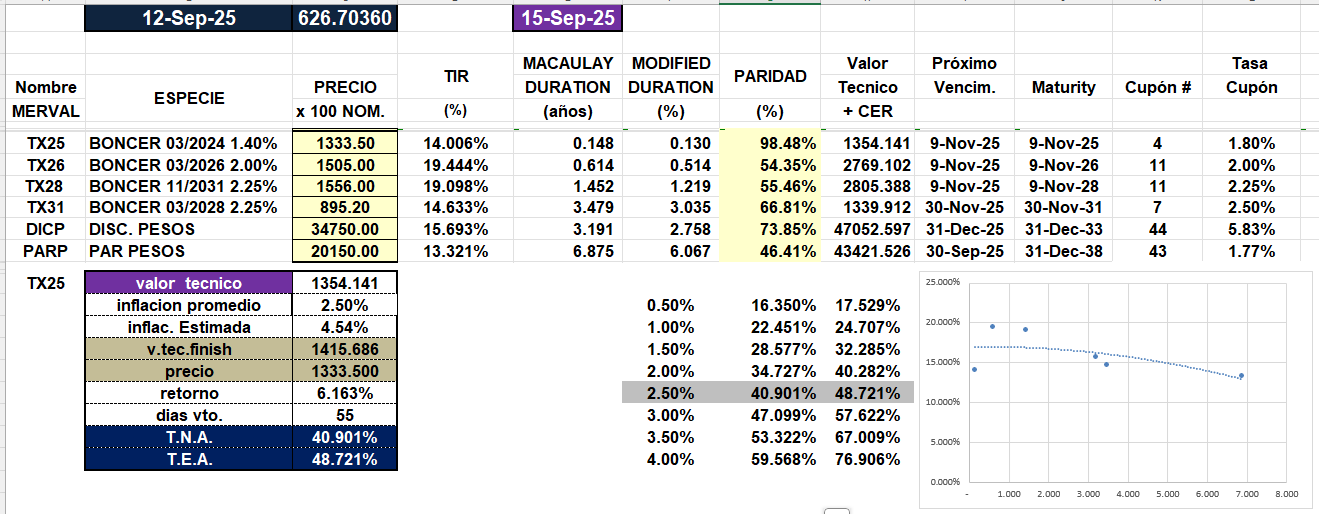 12-Sep-25 626.70360 15-Sep-25
MACAULAY MODIFIED Valor Próximo
TIR PARIDAD
Nombre PRECIO DURATION DURATION Tecnico Vencim. Maturity Cupón # Tasa Cupón
ESPECIE
MERVAL x 100 NOM. (%) (años) (%) (%) + CER
TX25 BONCER 03/2024 1.40% 1333.50 14.006% 0.148 0.130 98.48% 1354.141 9-Nov-25 9-Nov-25 4 1.80%
TX26 BONCER 03/2026 2.00% 1505.00 19.444% 0.614 0.514 54.35% 2769.102 9-Nov-25 9-Nov-26 11 2.00%
TX28 BONCER 11/2031 2.25% 1556.00 19.098% 1.452 1.219 55.46% 2805.388 9-Nov-25 9-Nov-28 11 2.25%
TX31 BONCER 03/2028 2.25% 895.20 14.633% 3.479 3.035 66.81% 1339.912 30-Nov-25 30-Nov-31 7 2.50%
DICP DISC. PESOS 34750.00 15.693% 3.191 2.758 73.85% 47052.597 31-Dec-25 31-Dec-33 44 5.83%
PARP PAR PESOS 20150.00 13.321% 6.875 6.067 46.41% 43421.526 30-Sep-25 31-Dec-38 43 1.77%
TX25 valor tecnico 1354.141
inflacion promedio 2.50% 0.50% 16.350% 17.529%
inflac. Estimada 4.54% 1.00% 22.451% 24.707%
v.tec.finish 1415.686 1.50% 28.577% 32.285%
precio 1333.500 2.00% 34.727% 40.282%
retorno 6.163% 2.50% 40.901% 48.721%
dias vto. 55 3.00% 47.099% 57.622%
T.N.A. 40.901% 3.50% 53.322% 67.009%
T.E.A. 48.721% 4.00% 59.568% 76.906%
25.000%
20.000%
15.000%
10.000%
5.000%
0.000%
- 1.000 2.000 3.000 4.000 5.000 6.000 7.000 8.000